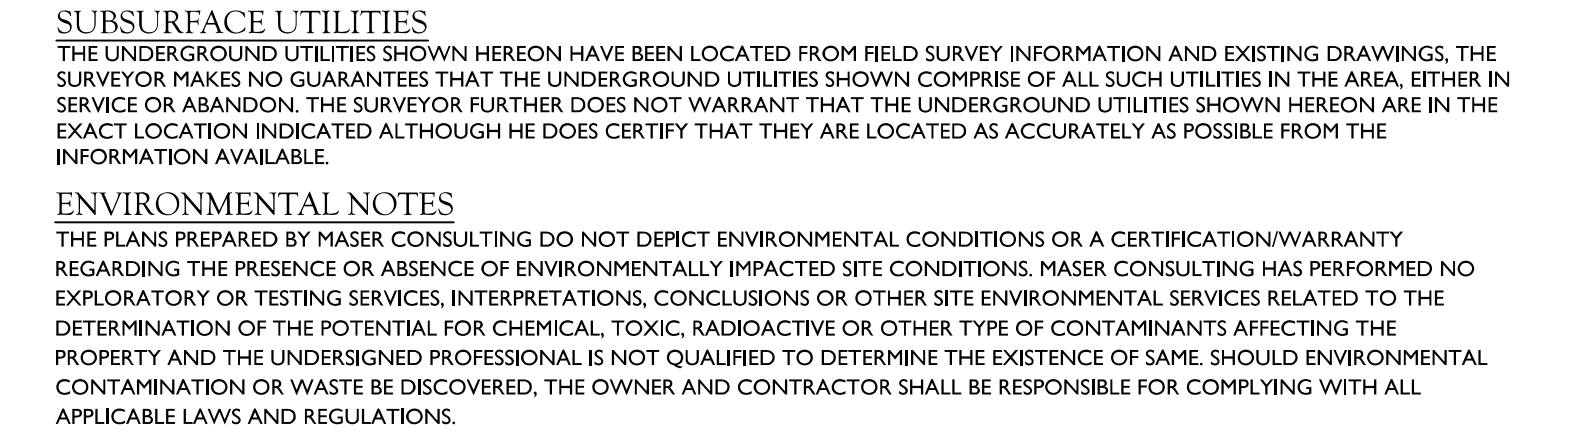 SUBSURFACE UTILITIES
THE UNDERGROUND UTILITIES SHOWN HEREON HAVE BEEN LOCATED FROM FIELD SURVEY INFORMATION AND EXISTING DRAWINGS, THE
SURVEYOR MAKES NO GUARANTEES THAT THE UNDERGROUND UTILITIES SHOWN COMPRISE OF ALL SUCH UTILITIES IN THE AREA, EITHER IN
SERVICE OR ABANDON. THE SURVEYOR FURTHER DOES NOT WARRANT THAT THE UNDERGROUND UTILITIES SHOWN HEREON ARE IN THE
EXACT LOCATION INDICATED ALTHOUGH HE DOES CERTIFY THAT THEY ARE LOCATED AS ACCURATELY AS POSSIBLE FROM THE
INFORMATION AVAILABLE.
ENVIRONMENTAL NOTES
THE PLANS PREPARED BY MASER CONSULTING DO NOT DEPICT ENVIRONMENTAL CONDITIONS OR A CERTIFICATION/WARRANTY
REGARDING THE PRESENCE OR ABSENCE OF ENVIRONMENTALLY IMPACTED SITE CONDITIONS. MASER CONSULTING HAS PERFORMED NO
EXPLORATORY OR TESTING SERVICES, INTERPRETATIONS, CONCLUSIONS OR OTHER SITE ENVIRONMENTAL SERVICES RELATED TO THE
DETERMINATION OF THE POTENTIAL FOR CHEMICAL, TOXIC, RADIOACTIVE OR OTHER TYPE OF CONTAMINANTS AFFECTING THE
PROPERTY AND THE UNDERSIGNED PROFESSIONAL IS NOT QUALIFIED TO DETERMINE THE EXISTENCE OF SAME. SHOULD ENVIRONMENTAL
CONTAMINATION OR WASTE BE DISCOVERED, THE OWNER AND CONTRACTOR SHALL BE RESPONSIBLE FOR COMPLYING WITH ALL
APPLICABLE LAWS AND REGULATIONS.